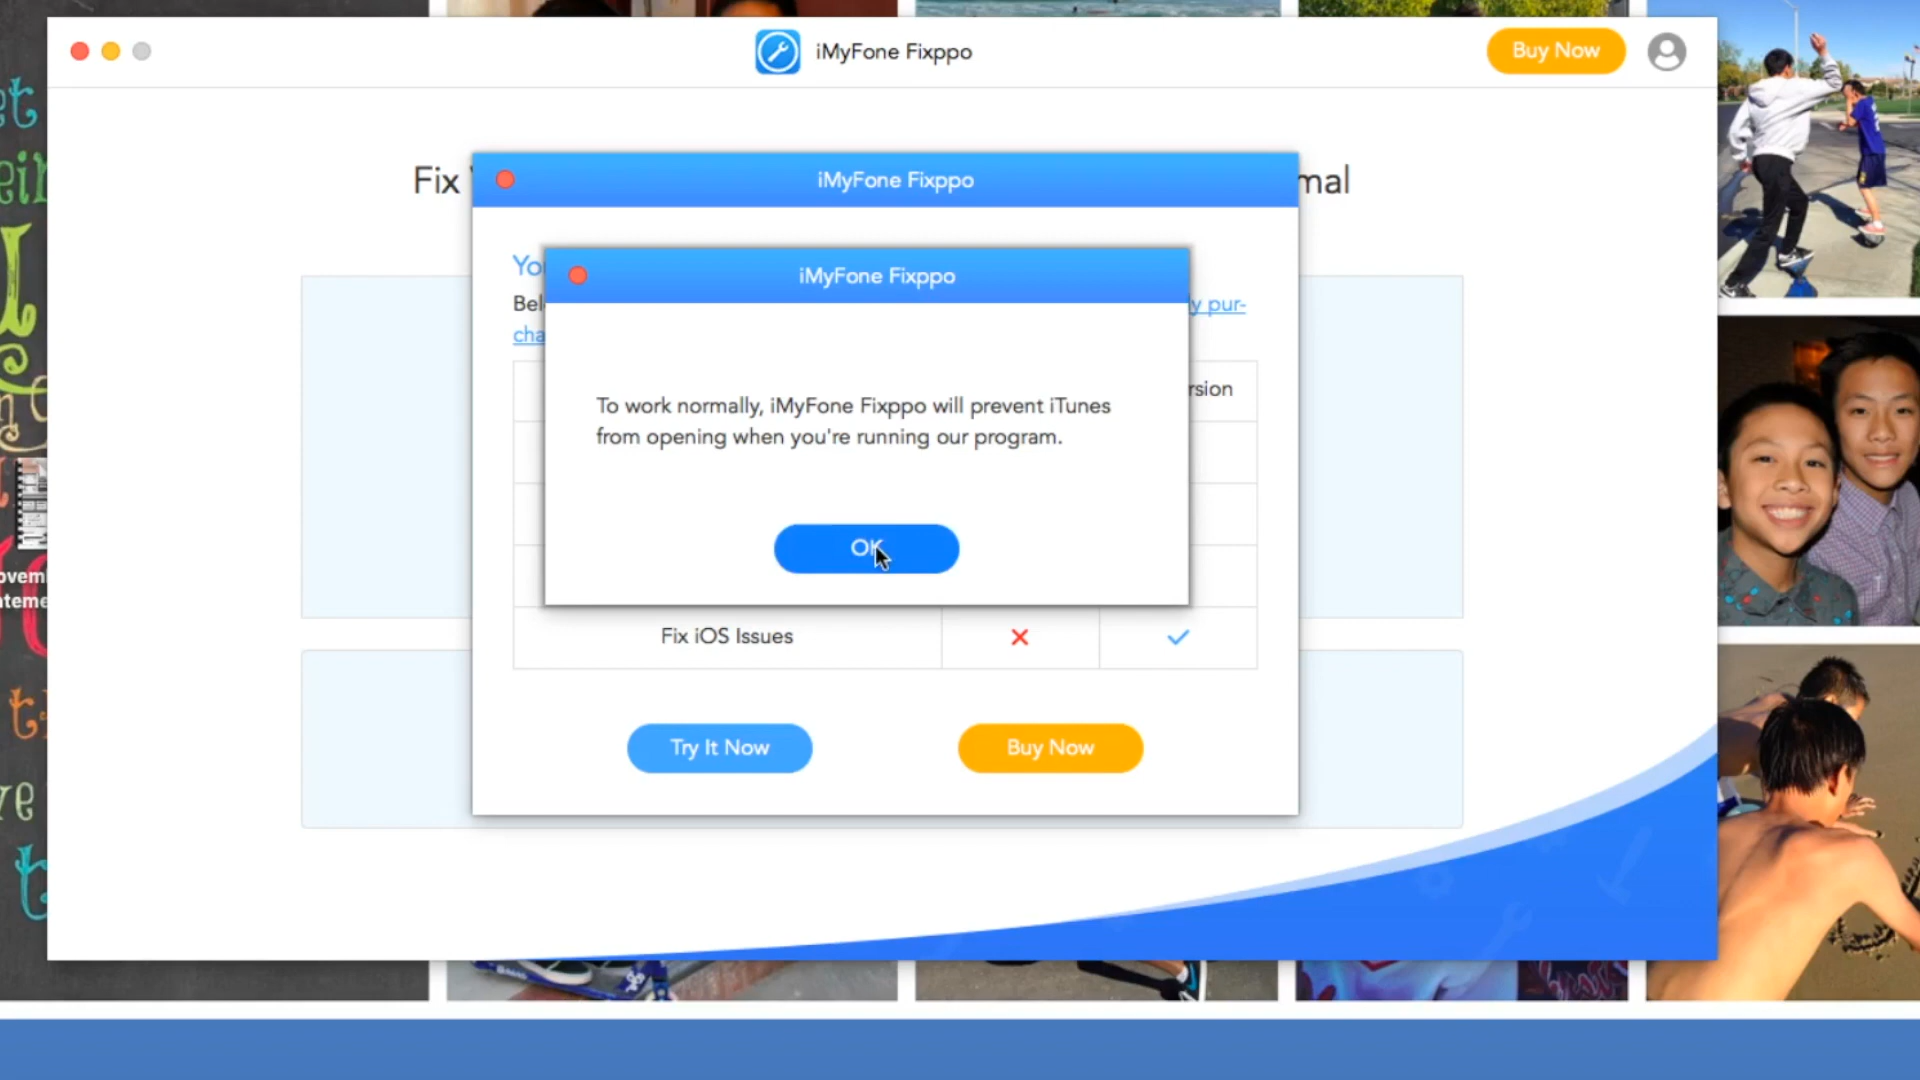 iMyFone Fixppo
Buy Now
Fix
mal
iMyFone Fixppo
iMyFone Fixppo
y pur-
To work normally, iMyFone Fixppo will prevent iTunes
from opening when you're running our program.
rsion
OK
Fix iOS Issues
Try It Now
Buy Now